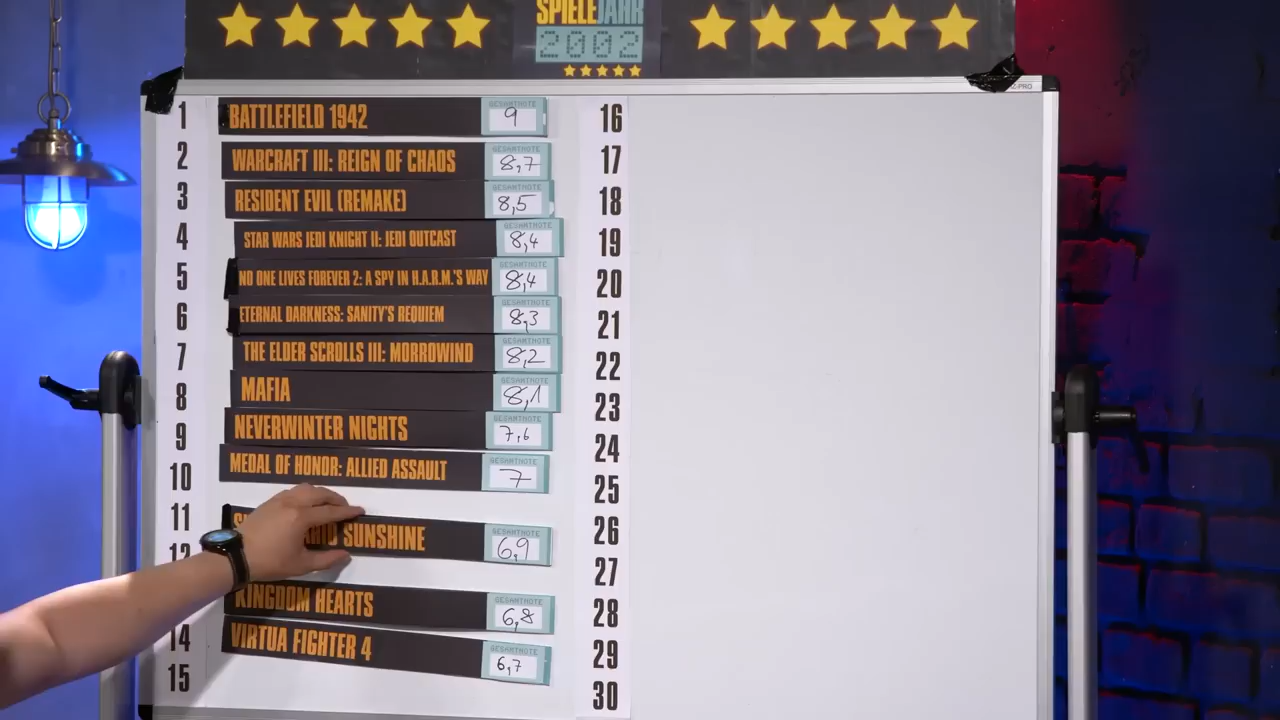 SPIELEJAHR
2002
Z-PRO
1 BATTLEFIELD 1942 GESAMTNOTE 9
2 WARCRAFT III: REIGN OF CHAOS GESAMTNOTE 8,7
3 RESIDENT EVIL (REMAKE) GESAMTNOTE 8,5
4 STAR WARS JEDI KNIGHT II: JEDI OUTCAST GESAMTNOTE 8,4
5 NO ONE LIVES FOREVER 2: A SPY IN H.A.R.M.'S WAY GESAMTNOTE 8,4
6 ETERNAL DARKNESS: SANITY'S REQUIEM GESAMTNOTE 8,3
7 THE ELDER SCROLLS III: MORROWIND GESAMTNOTE 8,2
8 MAFIA GESAMTNOTE 8,1
9 NEVERWINTER NIGHTS GESAMTNOTE 7,6
10 MEDAL OF HONOR: ALLIED ASSAULT GESAMTNOTE 7
11 SUNSHINE GESAMTNOTE 6,9
12
KINGDOM HEARTS GESAMTNOTE 6,8
14 VIRTUA FIGHTER 4 GESAMTNOTE 6,7
15
16
17
18
19
20
21
22
23
24
25
26
27
28
29
30